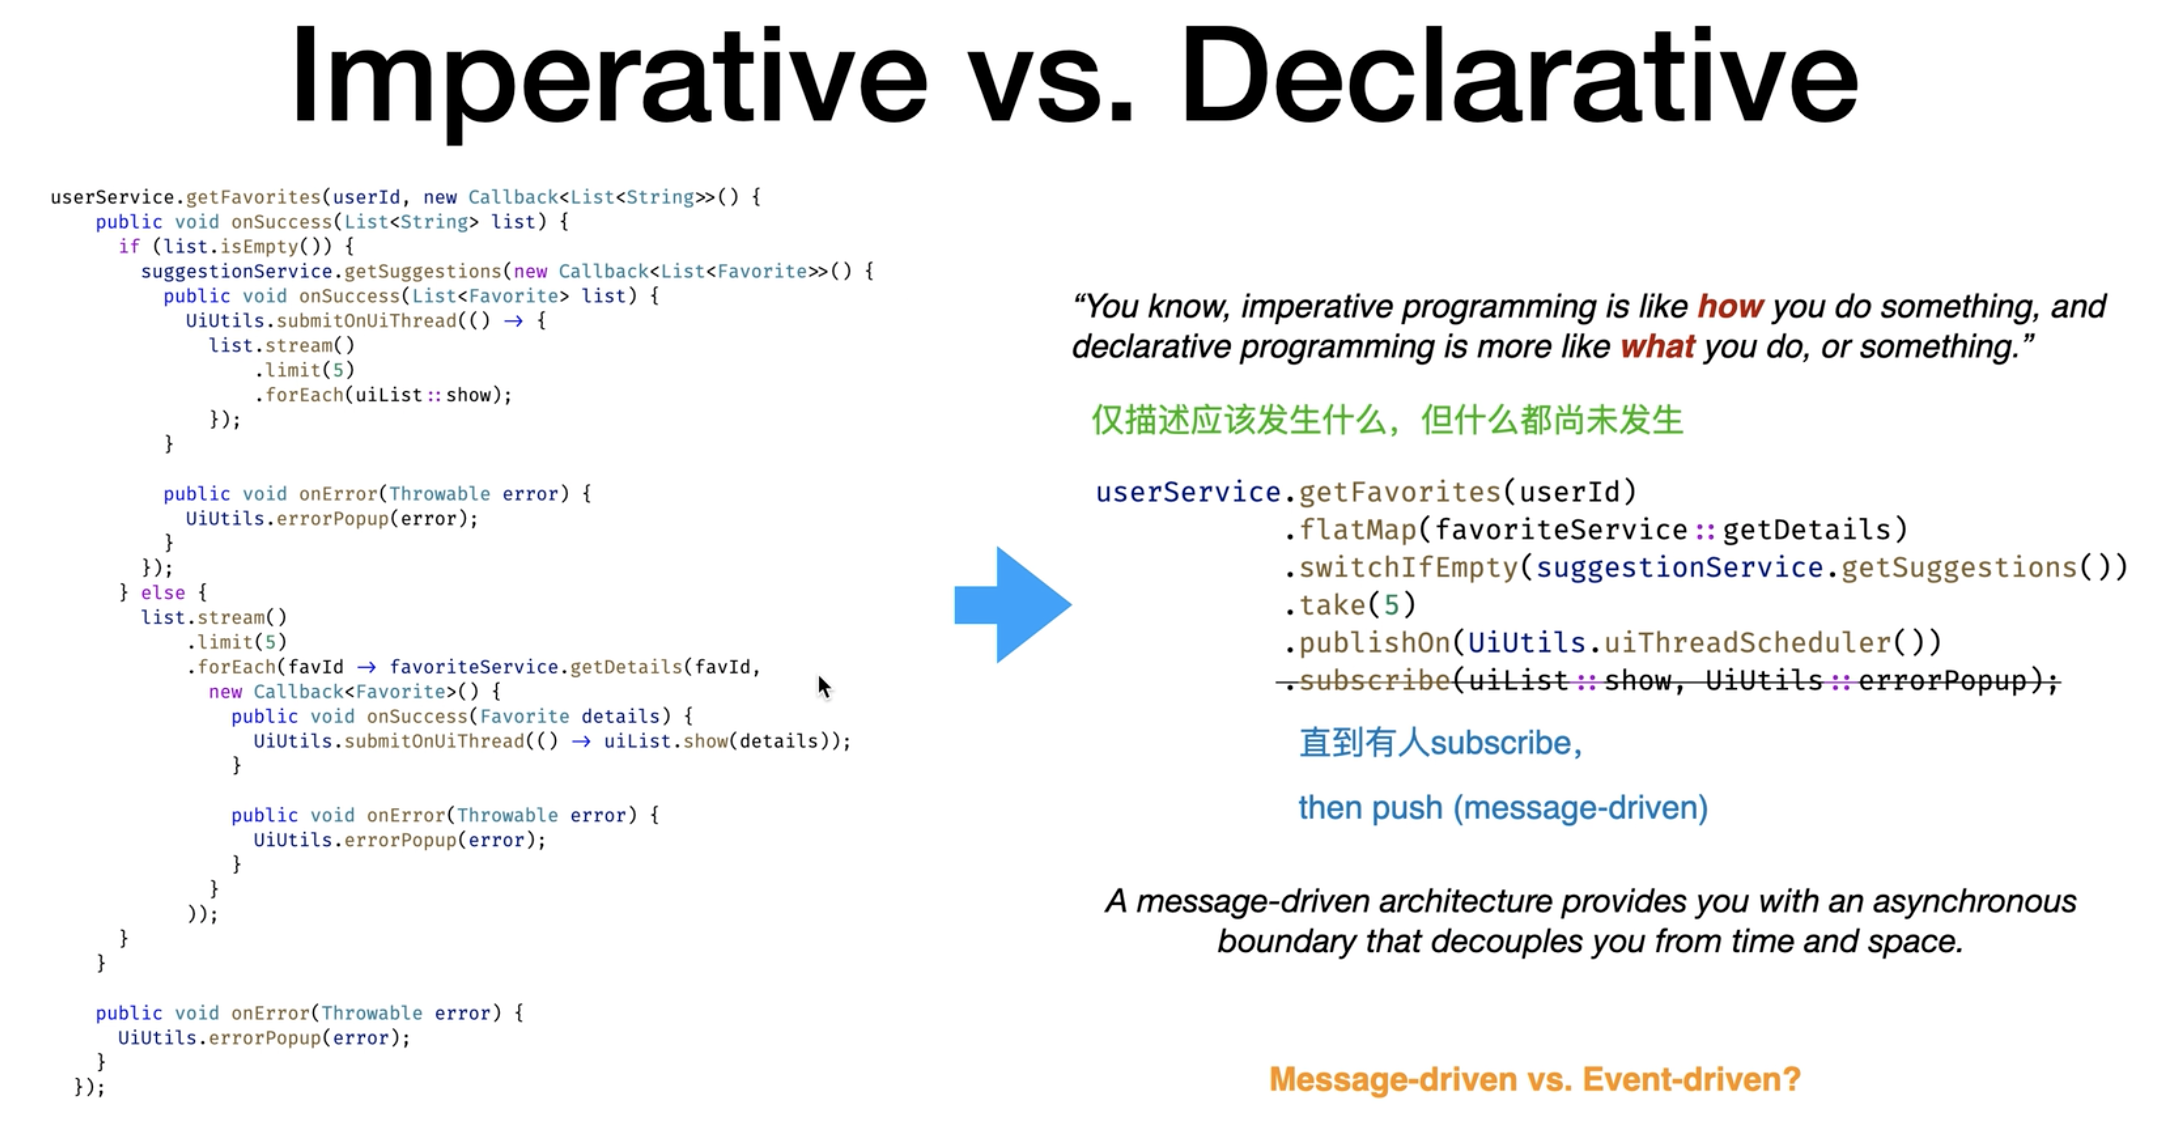 Imperative vs. Declarative
userService.getFavorites(userId, new Callback<List<String>>() {
public void onSuccess(List<String> list) {
if (list.isEmpty()) {
suggestionService.getSuggestions(new Callback<List<Favorite>>() {
public void onSuccess(List<Favorite> list) {
UiUtils.submitOnUiThread(() → {
list.stream()
.limit(5)
.forEach(uiList::show);
});
}
public void onError(Throwable error) {
UiUtils.errorPopup(error);
}
});
} else {
list.stream()
.limit(5)
.forEach(favId → favoriteService.getDetails(favId,
new Callback<Favorite>() {
public void onSuccess(Favorite details) {
UiUtils.submitOnUiThread(() → uiList.show(details));
}
public void onError(Throwable error) {
UiUtils.errorPopup(error);
}
}
));
}
}
public void onError(Throwable error) {
UiUtils.errorPopup(error);
}
});
“You know, imperative programming is like how you do something, and
declarative programming is more like what you do, or something.”
仅描述应该发生什么，但什么都尚未发生
userService.getFavorites(userId)
.flatMap(favoriteService::getDetails)
.switchIfEmpty(suggestionService.getSuggestions())
.take(5)
.publishOn(UiUtils.uiThreadScheduler())
.subscribe(uiList::show, UiUtils::errorPopup);
直到有人subscribe，
then push (message-driven)
A message-driven architecture provides you with an asynchronous
boundary that decouples you from time and space.
Message-driven vs. Event-driven?